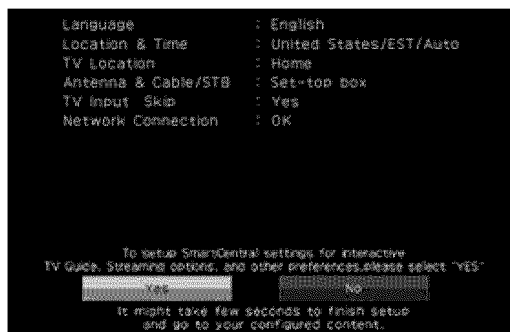 Language : English
Location & Time : United States/EST/Auto
TV Location : Home
Antenna & Cable/STB : Set-top box
TV Input Skip : Yes
Network Connection : OK
To setup SmartCentral settings for interactive
TV Guide, Streaming options, and other preferences,please select "YES"
Yes No
It might take few seconds to finish setup
and go to your configured content.